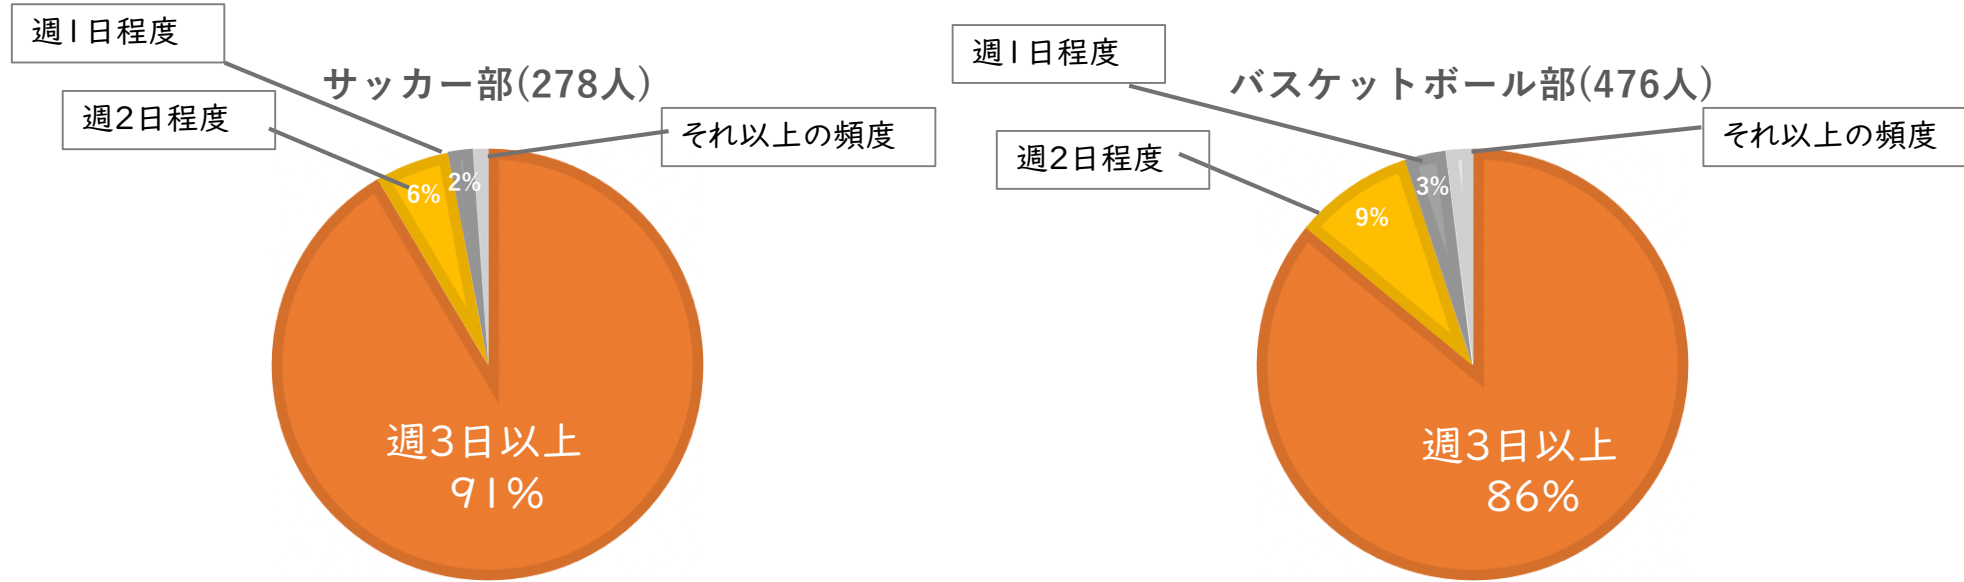 週1日程度
サッカー部(278人)
週2日程度
それ以上の頻度
6%
2%
週3日以上
91%
週1日程度
バスケットボール部(476人)
週2日程度
それ以上の頻度
9%
3%
週3日以上
86%